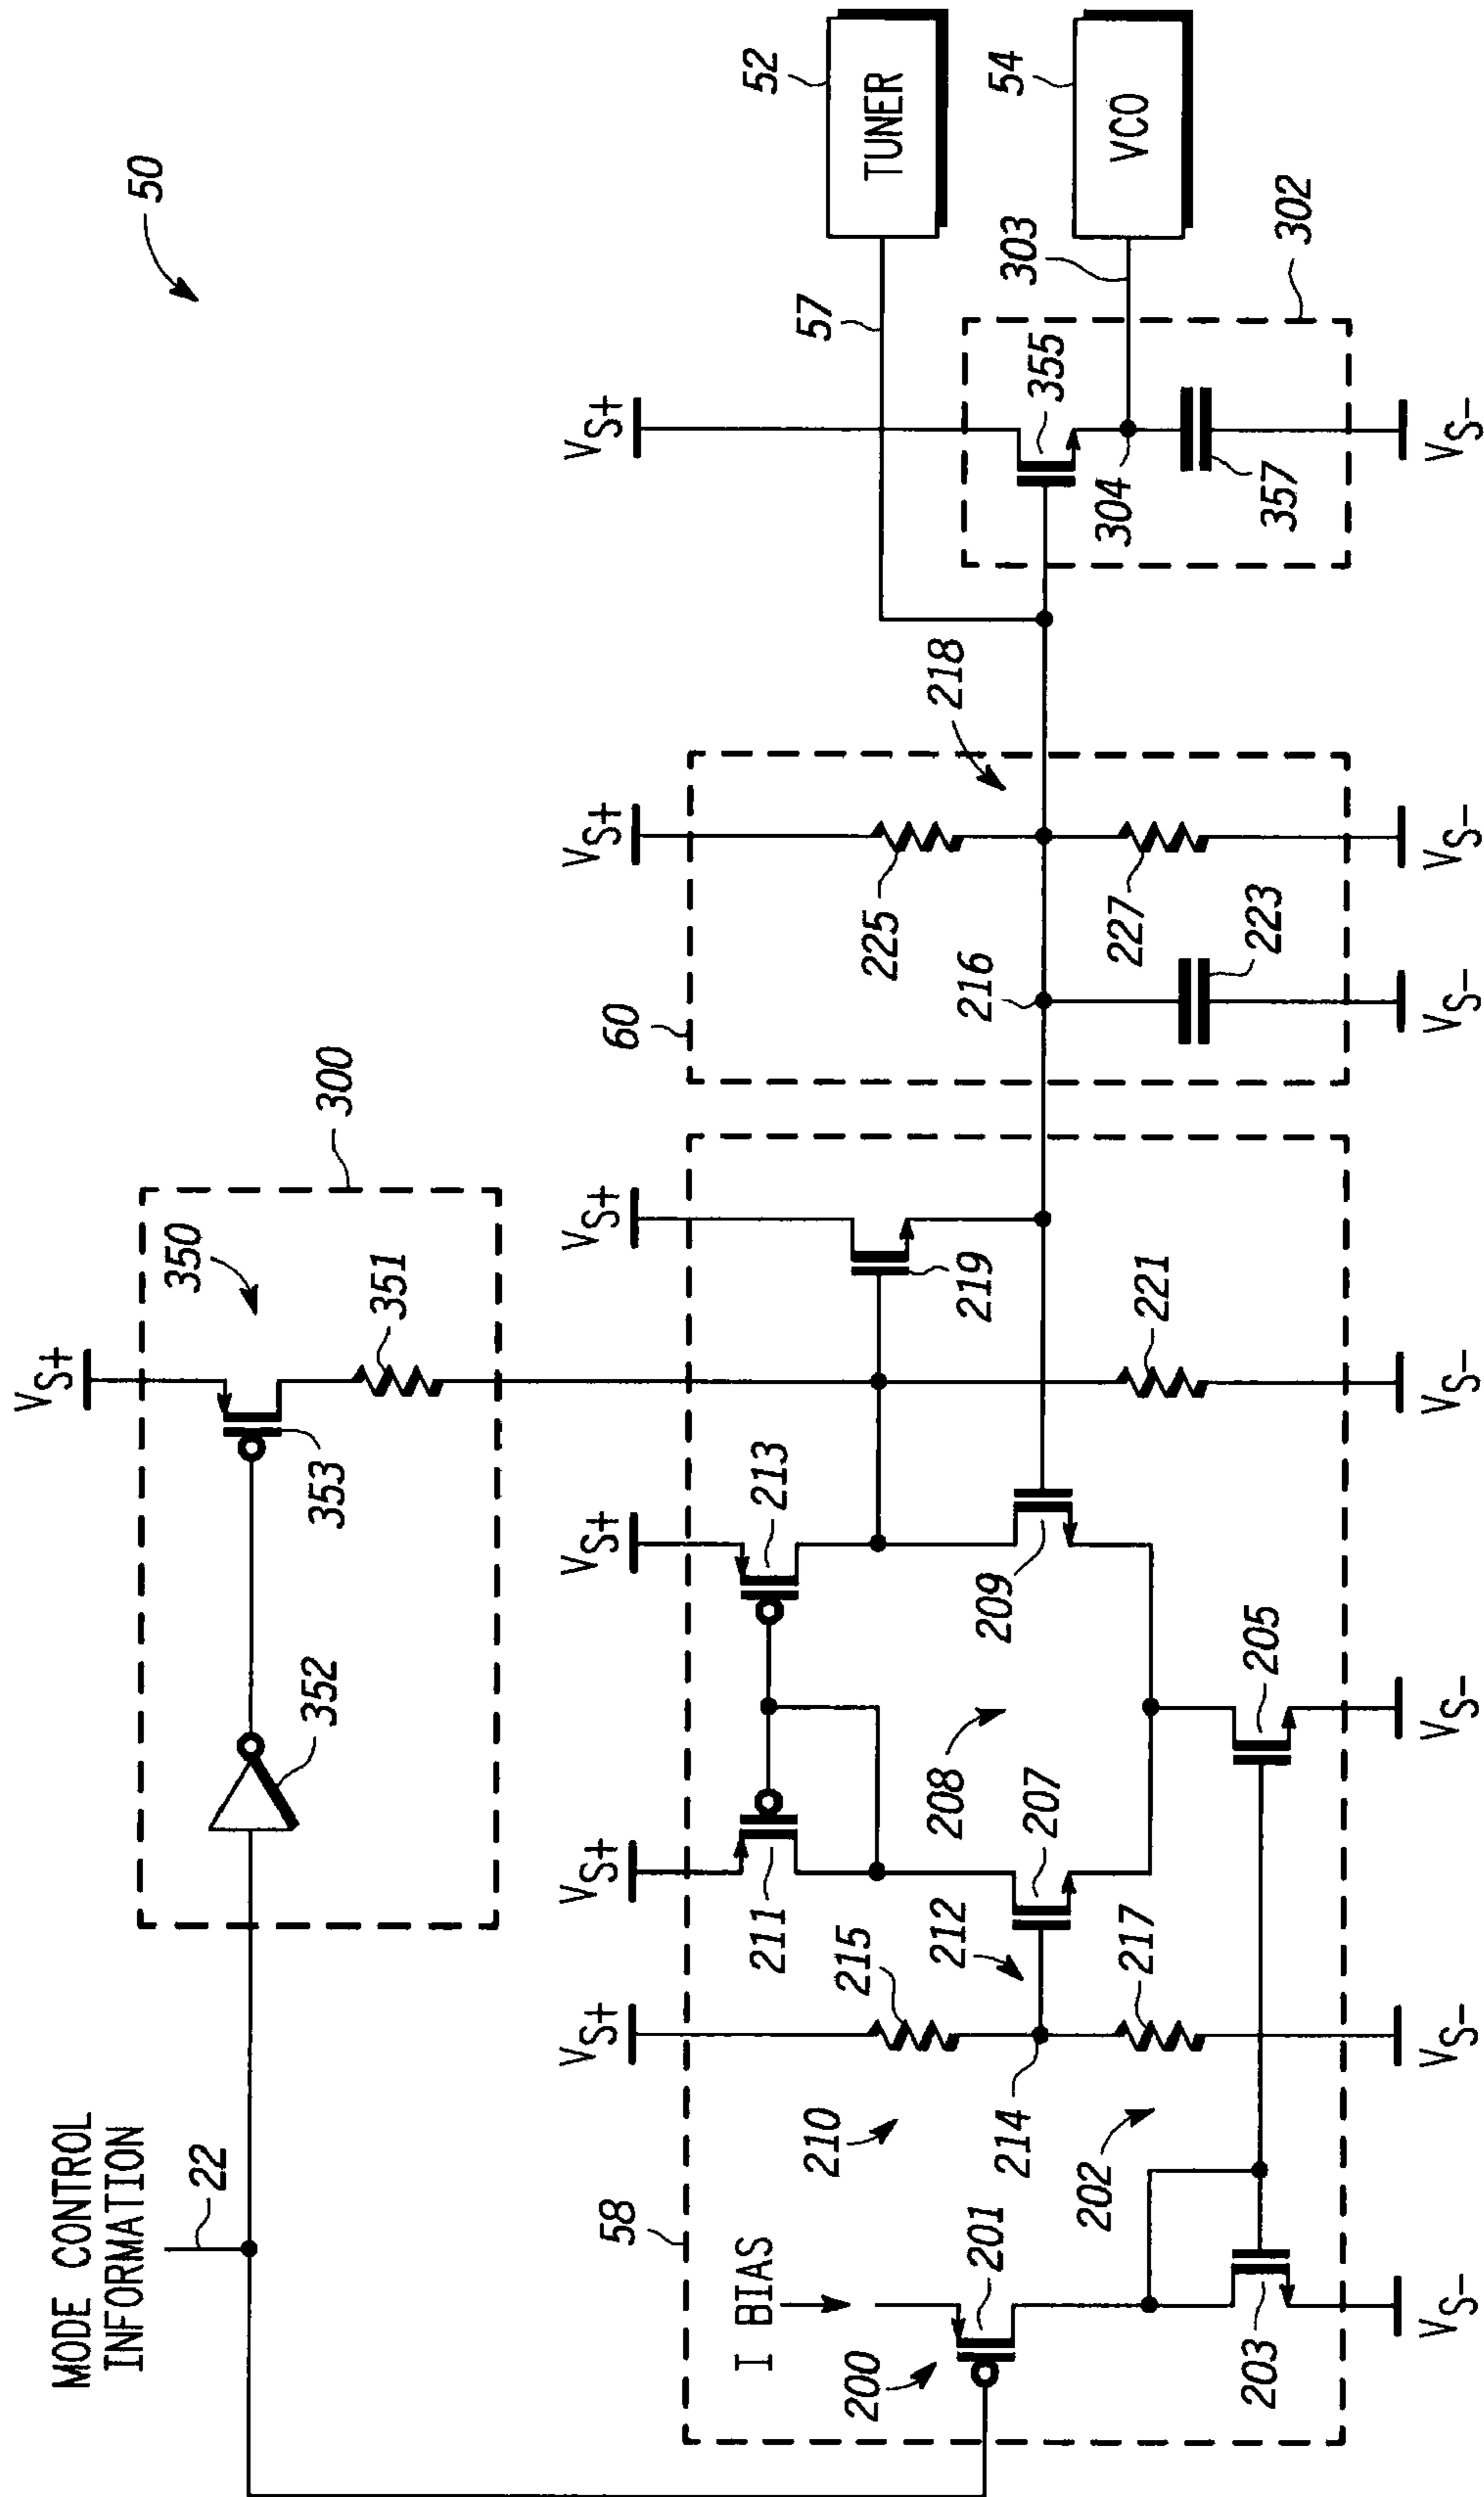 MODE CONTROL
INFORMATION
22
50
VS+
350
300
351
353
352
52
TUNER
54
VCO
57
303
302
VS+
355
304
357
VS-
60
VS+
218
225
216
227
223
VS-
VS-
58
I BIAS
200
201
203
VS-
202
210
VS+
215
214
217
VS-
212
VS+
211
208
207
VS+
213
209
205
VS-
VS+
219
221
VS-